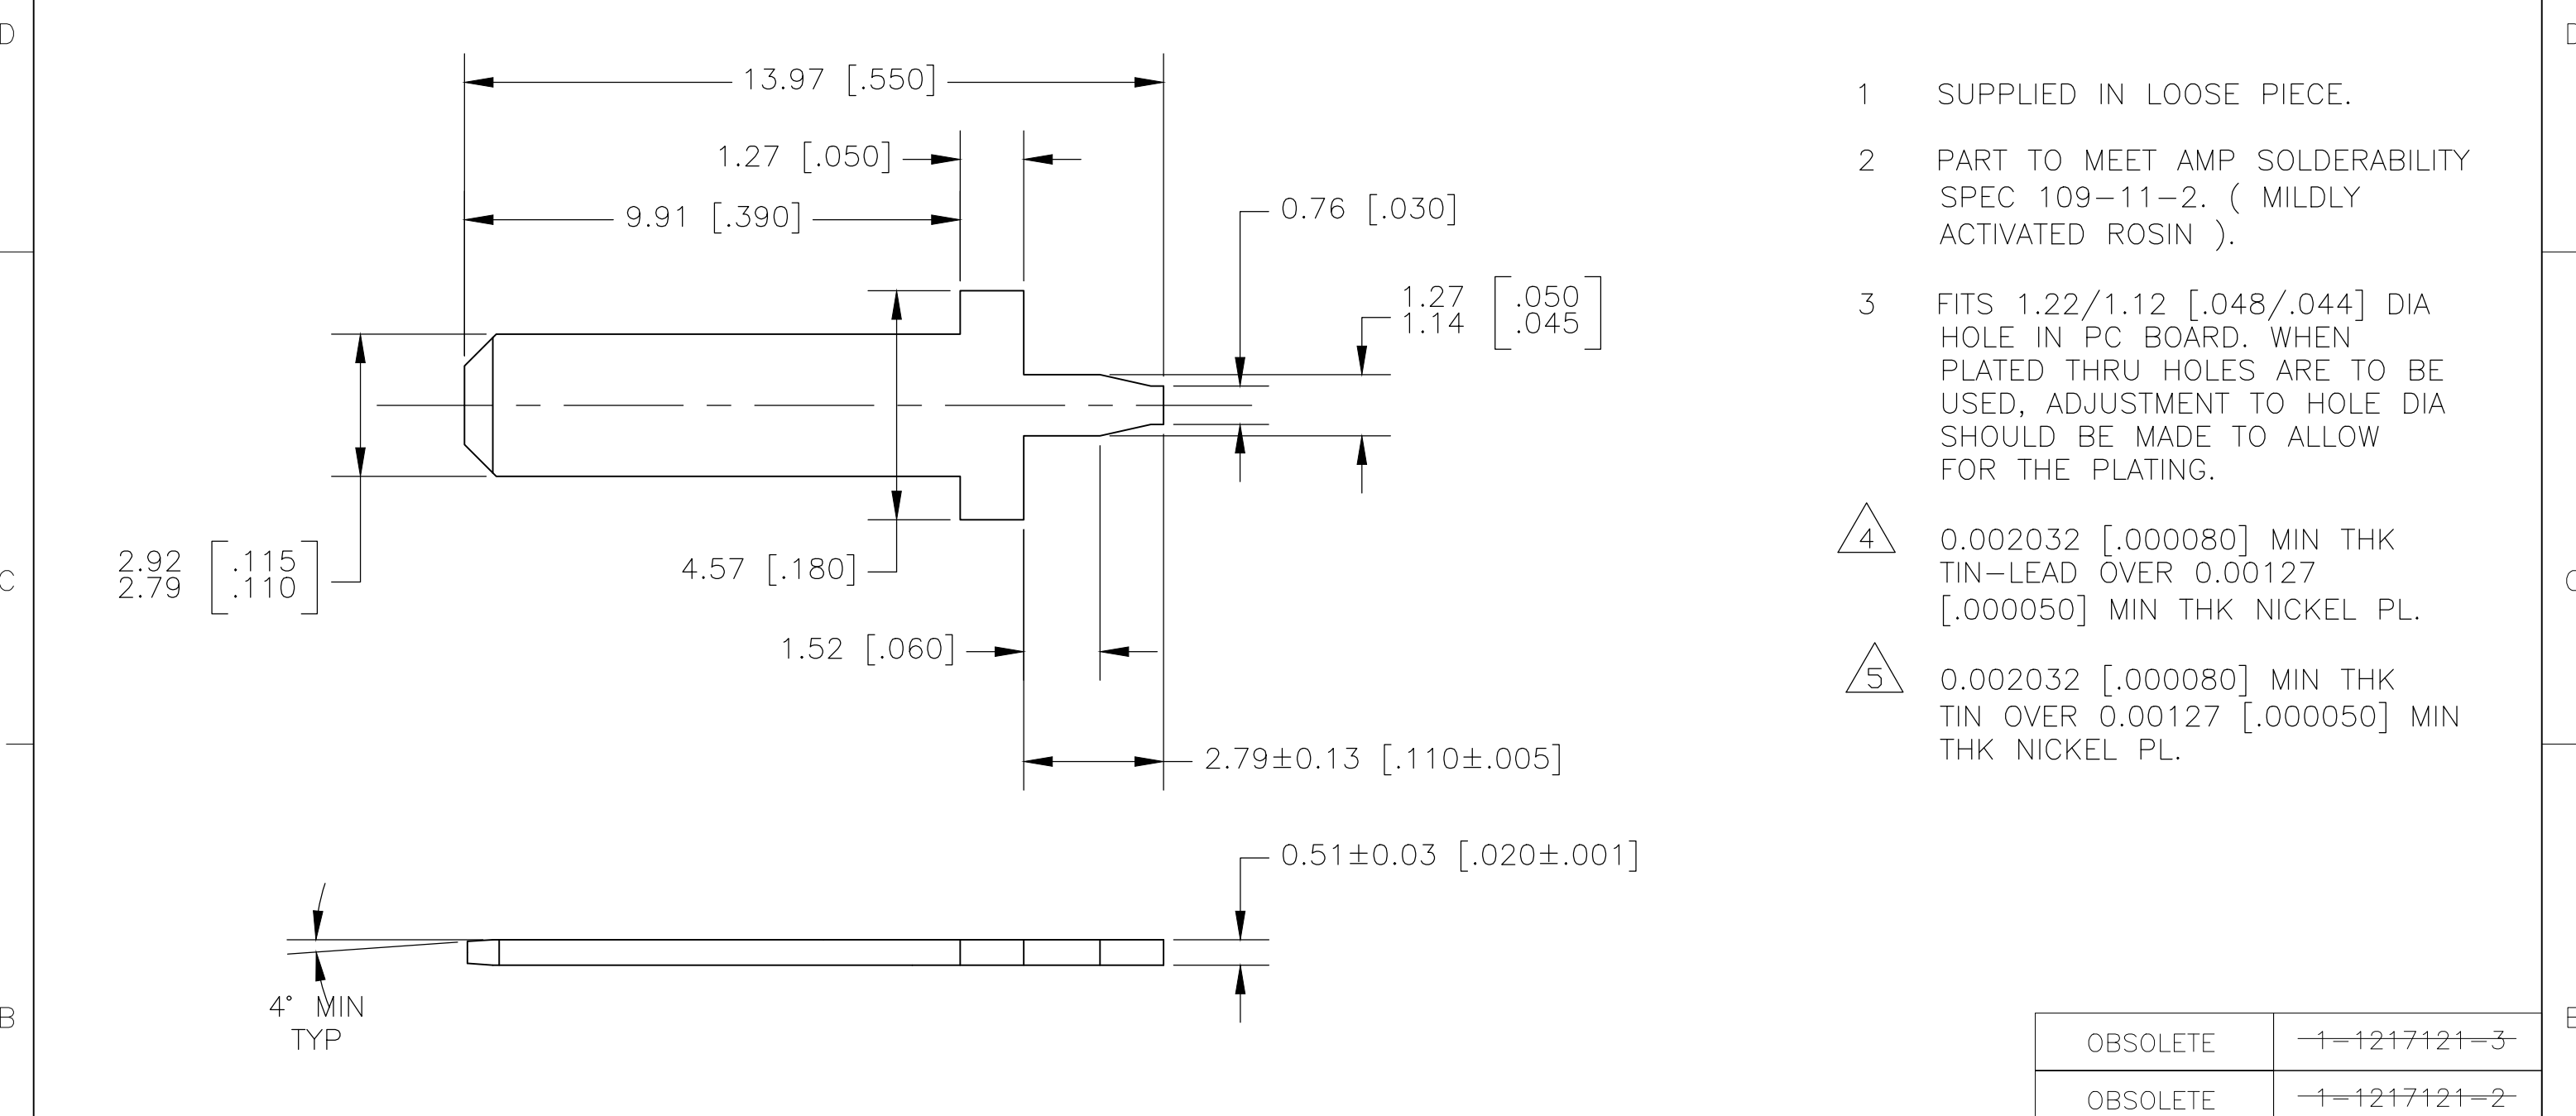 D
D
13.97 [.550]
1.27 [.050]
9.91 [.390]
0.76 [.030]
1.27 [.050
1.14 .045]
2.92 [.115
2.79 .110]
4.57 [.180]
1.52 [.060]
2.79±0.13 [.110±.005]
0.51±0.03 [.020±.001]
4° MIN
TYP
C
C
B
1 SUPPLIED IN LOOSE PIECE.
2 PART TO MEET AMP SOLDERABILITY
SPEC 109-11-2. ( MILDLY
ACTIVATED ROSIN ).
3 FITS 1.22/1.12 [.048/.044] DIA
HOLE IN PC BOARD. WHEN
PLATED THRU HOLES ARE TO BE
USED, ADJUSTMENT TO HOLE DIA
SHOULD BE MADE TO ALLOW
FOR THE PLATING.
4 0.002032 [.000080] MIN THK
TIN-LEAD OVER 0.00127
[.000050] MIN THK NICKEL PL.
5 0.002032 [.000080] MIN THK
TIN OVER 0.00127 [.000050] MIN
THK NICKEL PL.
OBSOLETE 1-1217121-3
OBSOLETE 1-1217121-2